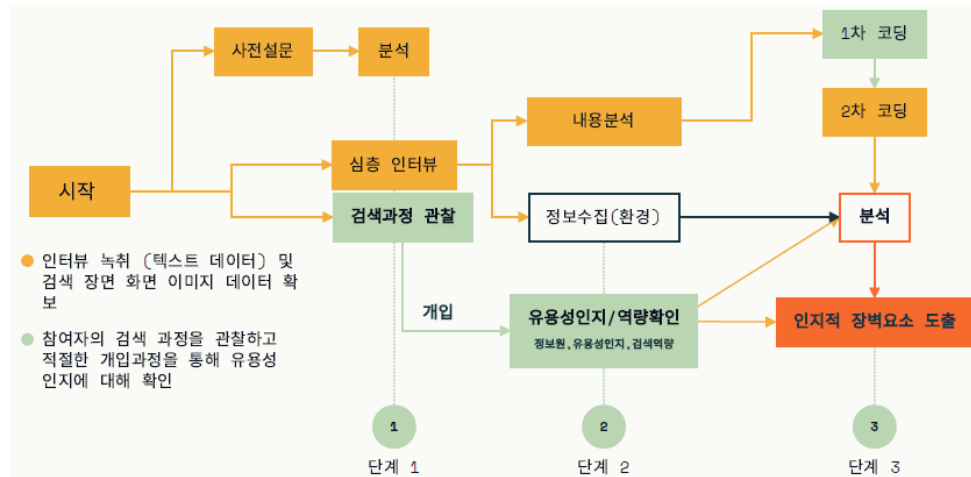 사전설문
분석
1차 코딩
2차 코딩
내용분석
심층 인터뷰
시작
검색과정 관찰
정보수집(환경)
분석
인터뷰 녹취 (텍스트 데이터) 및
검색 장면 화면 이미지 데이터 확
보
개입
유용성인지/역량확인
정보원,유용성인지,검색역량
인지적 장벽요소 도출
참여자의 검색 과정을 관찰하고
적절한 개입과정을 통해 유용성
인지에 대해 확인
1
2
3
단계 1
단계 2
단계 3